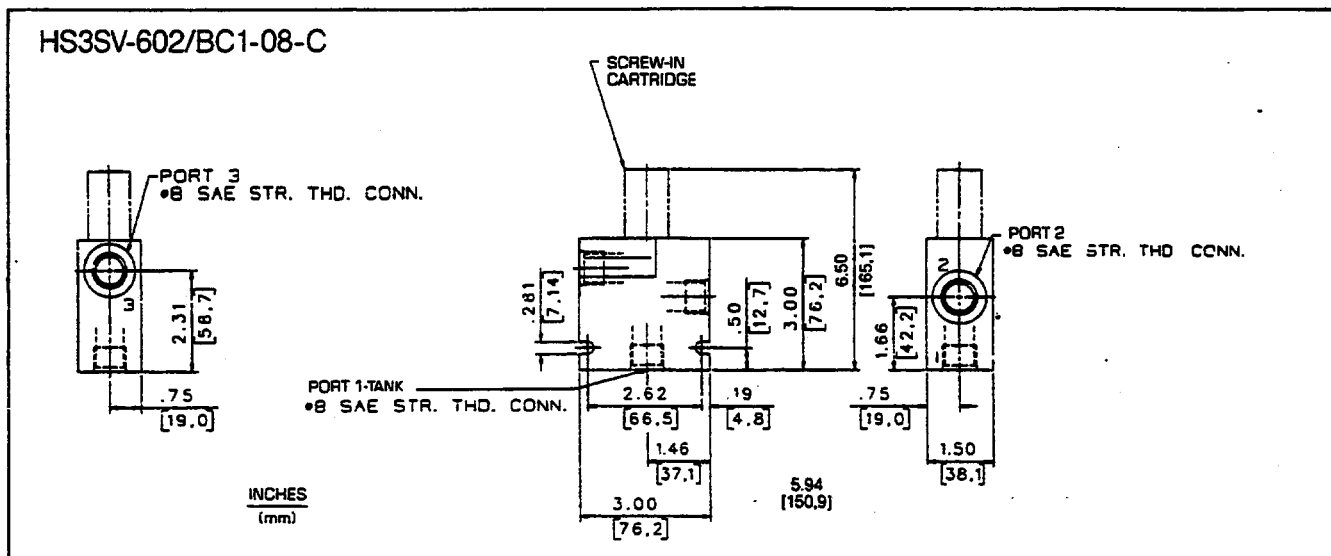 HS3SV-602/BC1-08-C
SCREW-IN
CARTRIDGE
PORT 3
#8 SAE STR. THD. CONN.
3
2.31
[58,7]
.75
[19,0]
.281
[7,14]
.50
[12,7]
3.00
[76,2]
6.50
[165,1]
PORT 1-TANK
#8 SAE STR. THD. CONN.
2.62
[66,5]
.19
[4,8]
1.46
[37,1]
3.00
[76,2]
5.94
[150,9]
PORT 2
#8 SAE STR. THD CONN.
2
1
1.66
[42,2]
.75
[19,0]
1.50
[38,1]
INCHES
(mm)